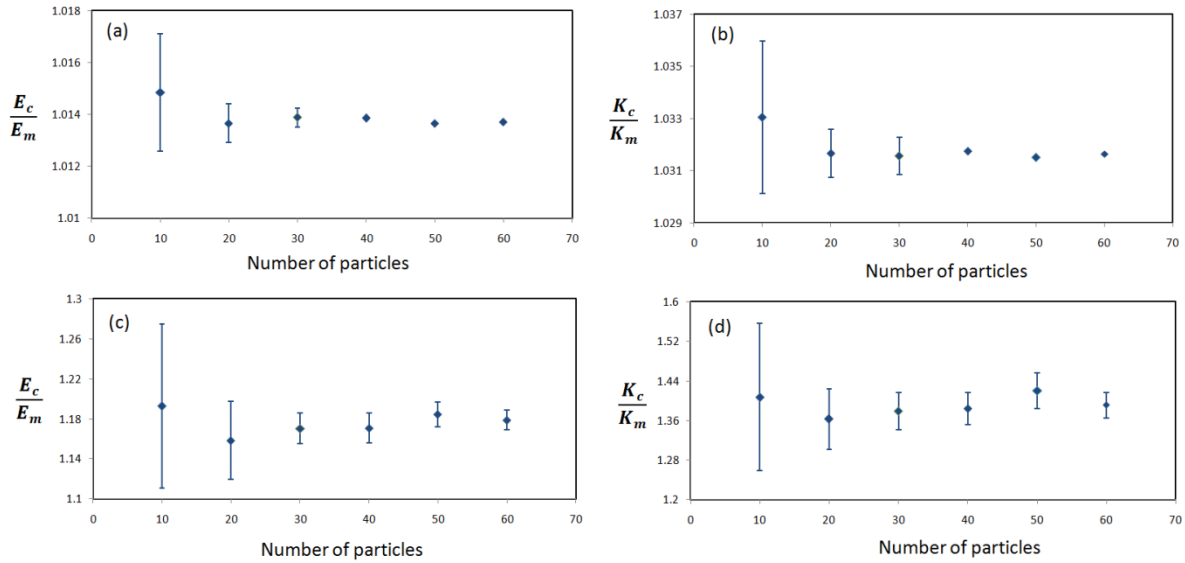 (a)
1.018
1.016
1.014
1.012
1.01
E_c
E_m
0 10 20 30 40 50 60 70
Number of particles
(b)
1.037
1.035
1.033
1.031
1.029
K_c
K_m
0 10 20 30 40 50 60 70
Number of particles
(c)
1.3
1.26
1.22
1.18
1.14
1.1
E_c
E_m
0 10 20 30 40 50 60 70
Number of particles
(d)
1.6
1.52
1.44
1.36
1.28
1.2
K_c
K_m
0 10 20 30 40 50 60 70
Number of particles